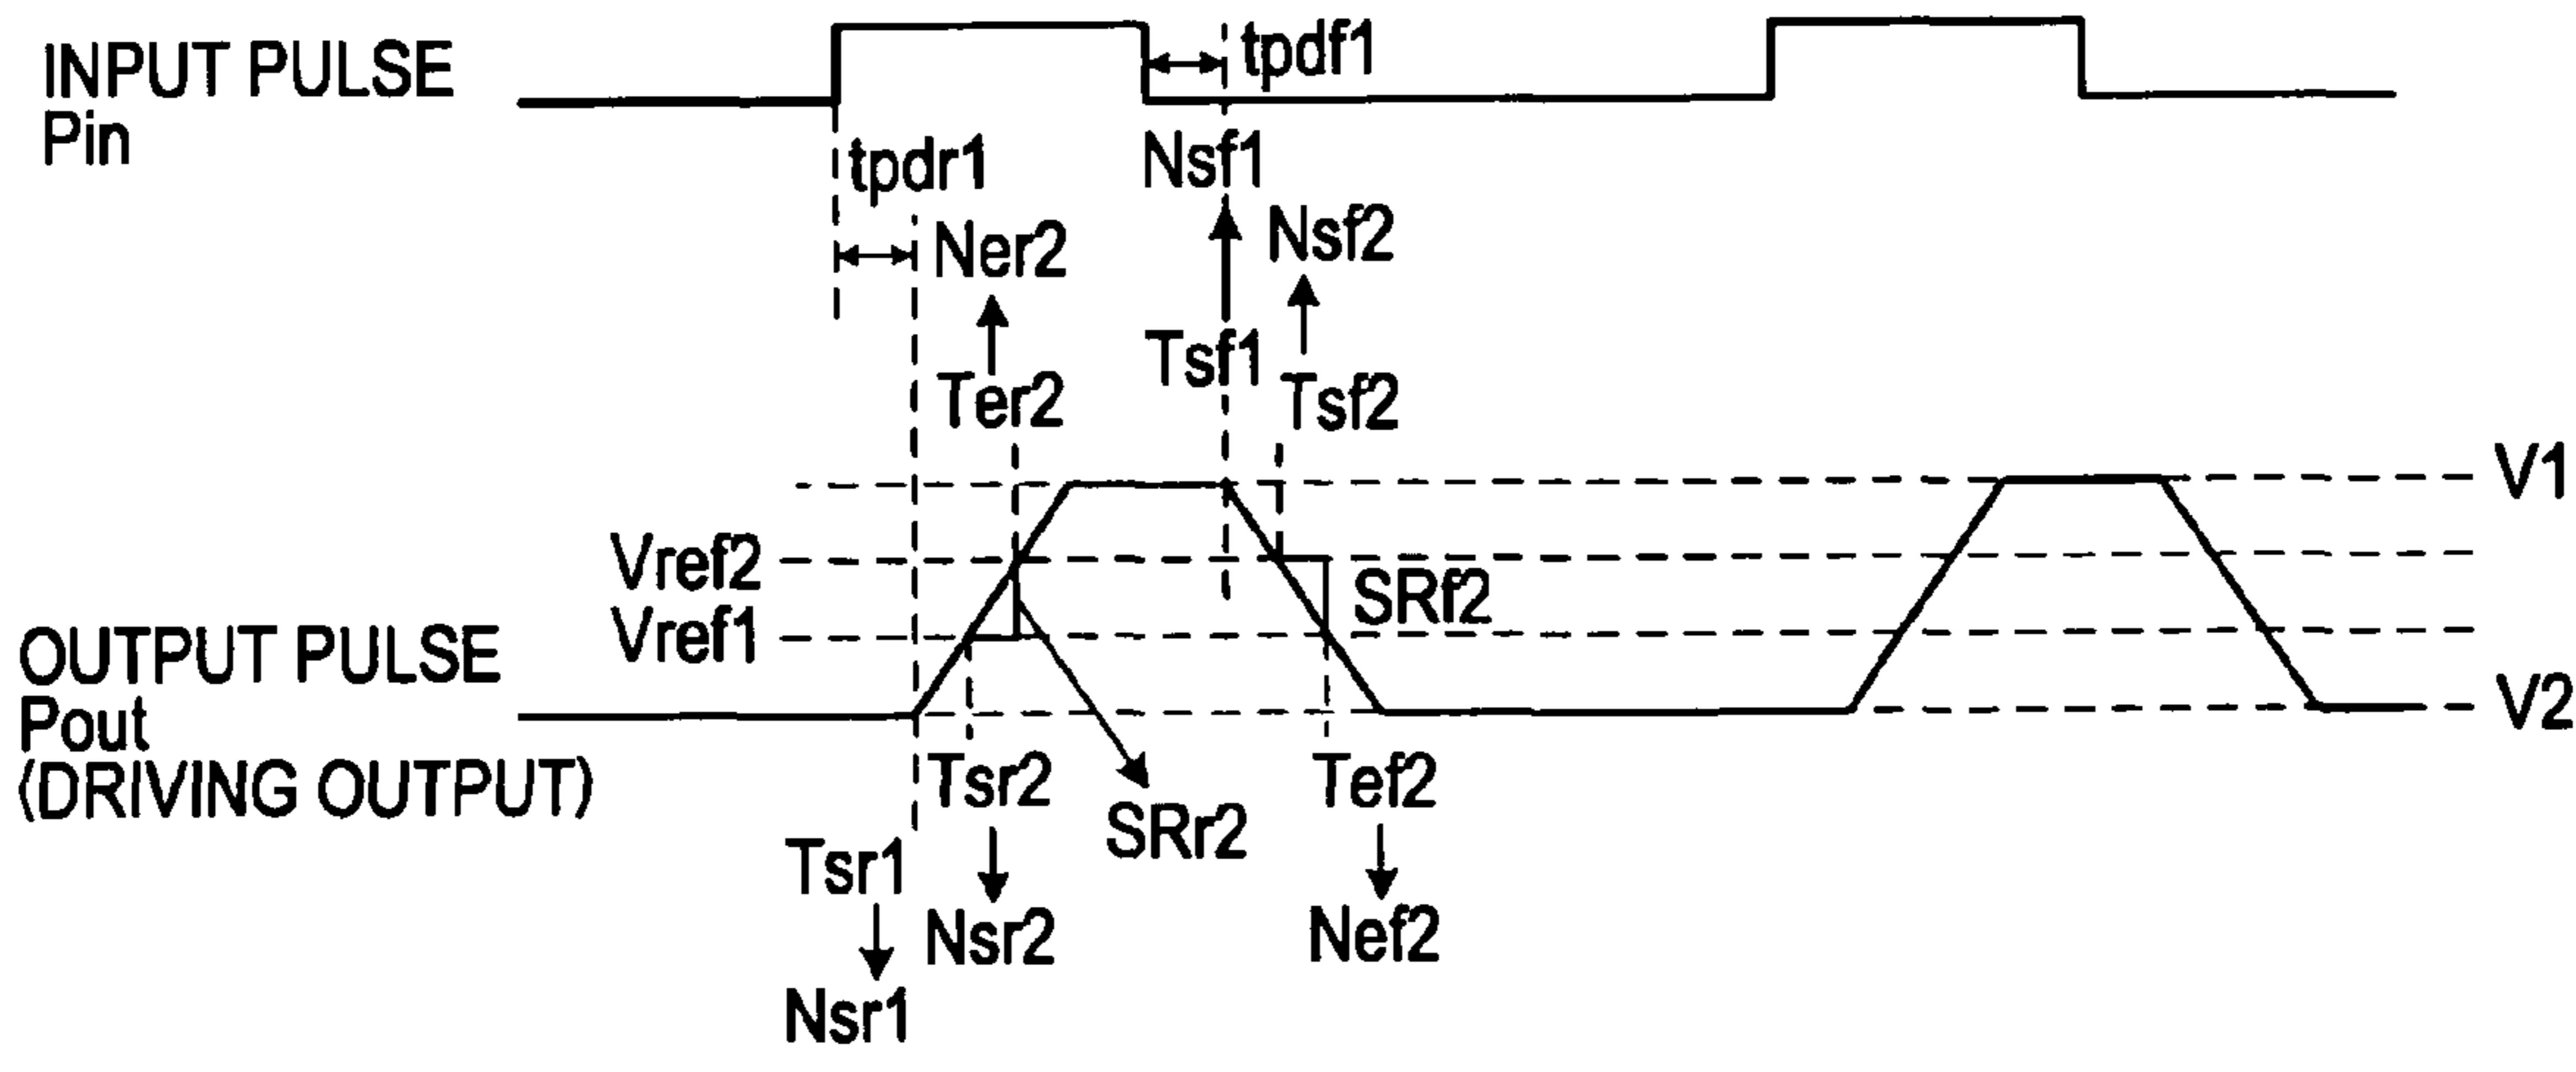 INPUT PULSE
Pin
tpdf1
tpdr1
Nsf1
Ner2
Nsf2
Tsf1
Ter2
Tsf2
V1
Vref2
SRf2
Vref1
OUTPUT PULSE
Pout
(DRIVING OUTPUT)
V2
Tsr2
Tef2
SRr2
Tsr1
Nsr2
Nef2
Nsr1